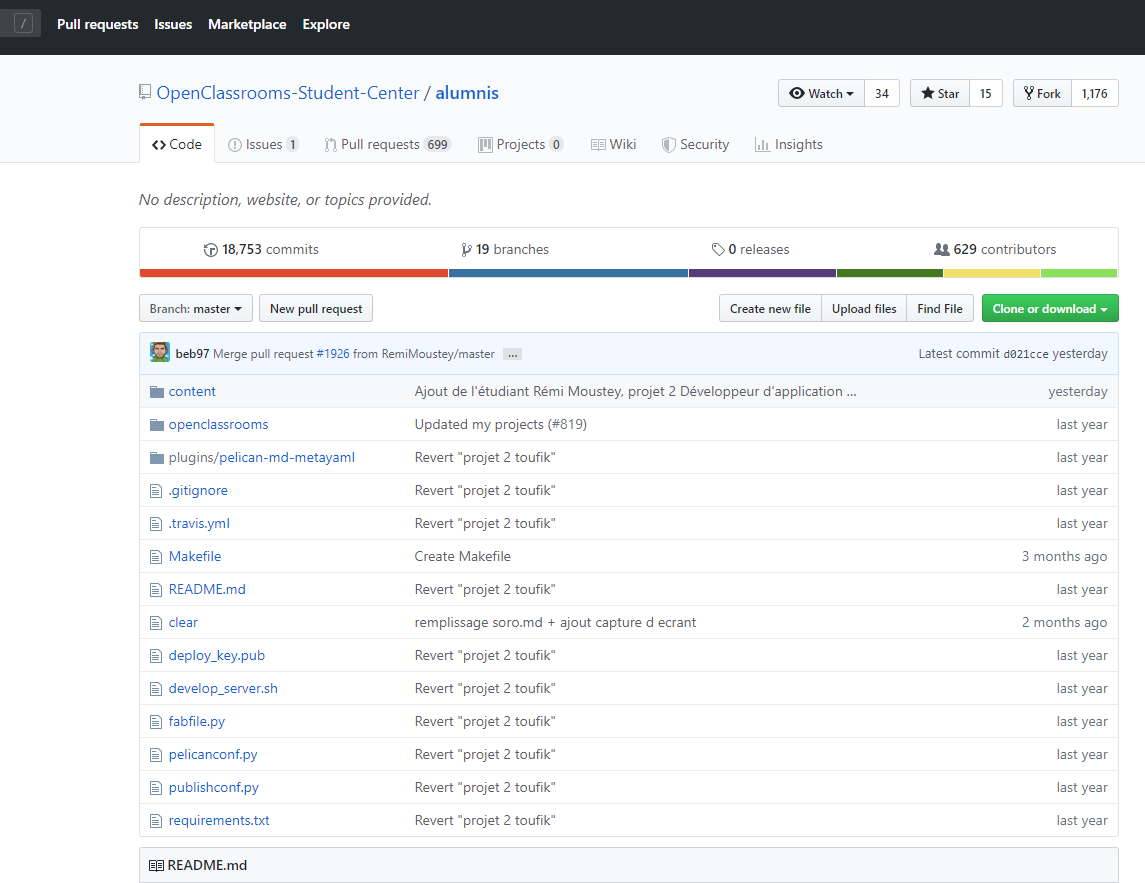 / Pull requests Issues Marketplace Explore
OpenClassrooms-Student-Center / alumnis Watch 34 Star 15 Fork 1,176
Code Issues 1 Pull requests 699 Projects 0 Wiki Security Insights
No description, website, or topics provided.
18,753 commits 19 branches 0 releases 629 contributors
Branch: master New pull request Create new file Upload files Find File Clone or download
beb97 Merge pull request #1926 from RemiMoustey/master ... Latest commit d021cce yesterday
content Ajout de l'étudiant Rémi Moustey, projet 2 Développeur d'application ... yesterday
openclassrooms Updated my projects (#819) last year
plugins/pelican-md-metayaml Revert "projet 2 toufik" last year
.gitignore Revert "projet 2 toufik" last year
.travis.yml Revert "projet 2 toufik" last year
Makefile Create Makefile 3 months ago
README.md Revert "projet 2 toufik" last year
clear remplissage soro.md + ajout capture d ecrant 2 months ago
deploy_key.pub Revert "projet 2 toufik" last year
develop_server.sh Revert "projet 2 toufik" last year
fabfile.py Revert "projet 2 toufik" last year
pelicanconf.py Revert "projet 2 toufik" last year
publishconf.py Revert "projet 2 toufik" last year
requirements.txt Revert "projet 2 toufik" last year
README.md